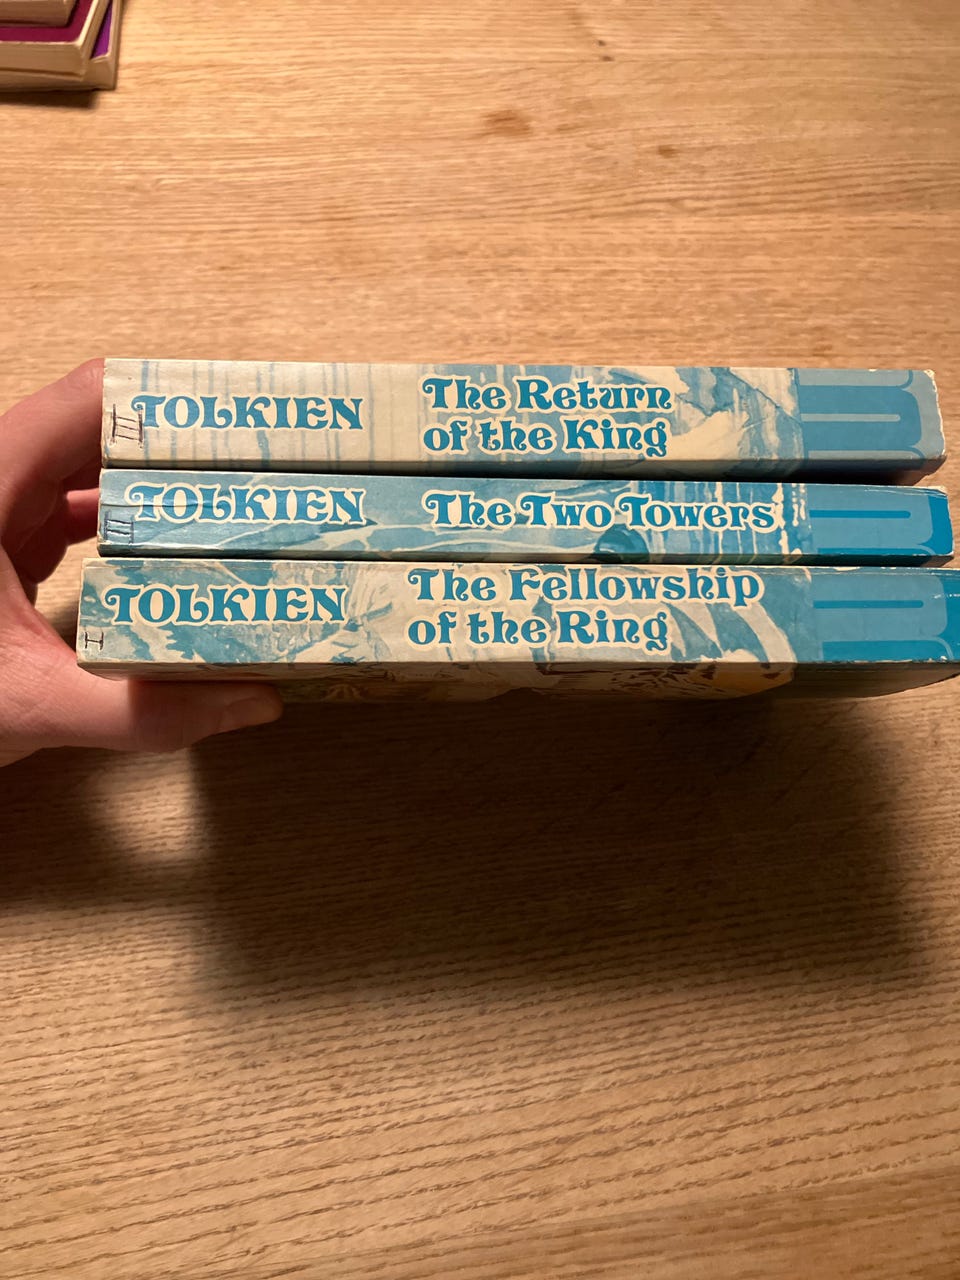 III
TOLKIEN
The Return
of the King
II
TOLKIEN
The Two Towers
I
TOLKIEN
The Fellowship
of the Ring